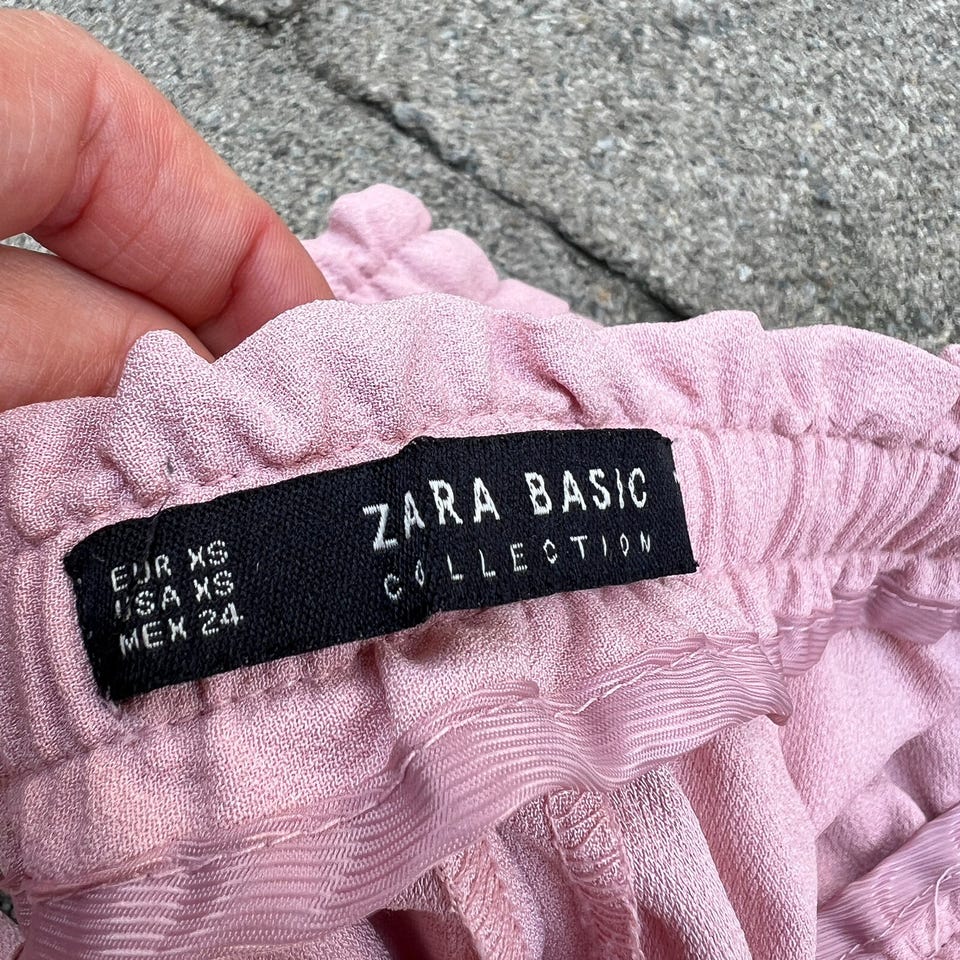 ZARA BASIC
COLLECTION
EUR XS
USA XS
MEX 24